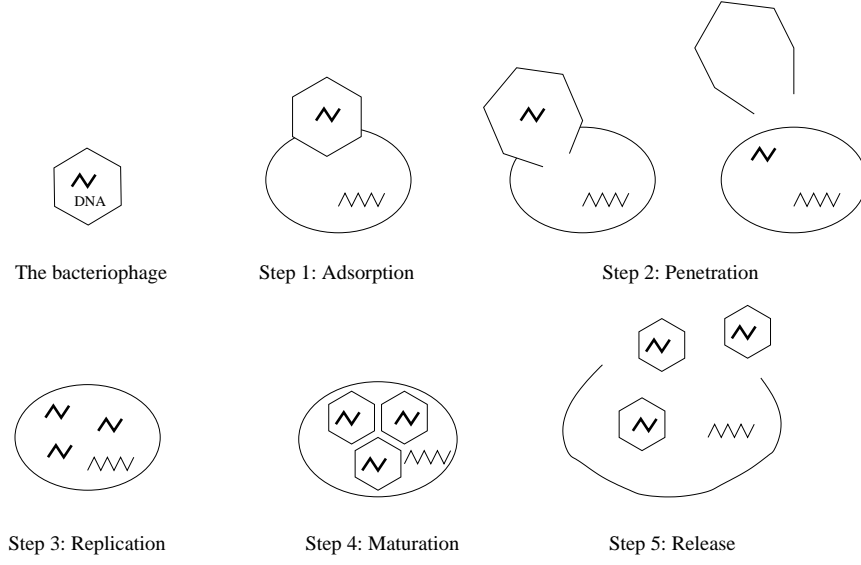 DNA
The bacteriophage
Step 1: Adsorption
Step 2: Penetration
Step 3: Replication
Step 4: Maturation
Step 5: Release